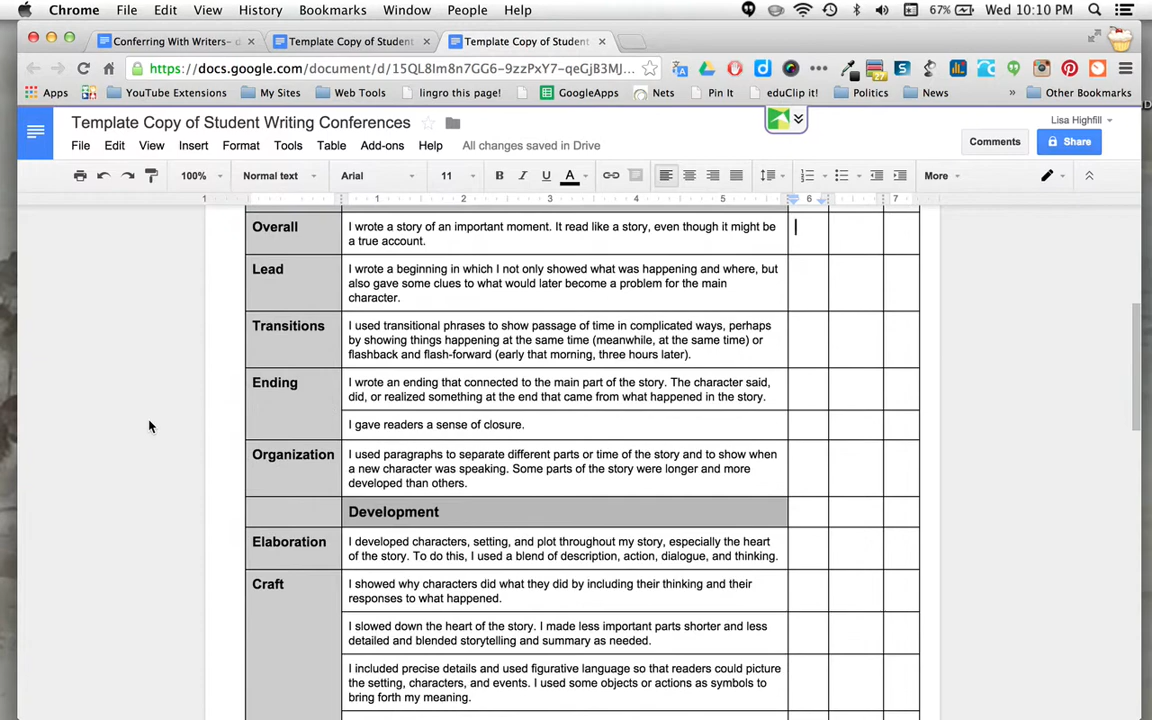 Chrome File Edit View History Bookmarks Window People Help 67% Wed 10:10 PM
Conferring With Writers- d Template Copy of Student Template Copy of Student
https://docs.google.com/document/d/15QL8Im8n7GG6-9zzPxY7-qeGjB3MJ...
Apps YouTube Extensions My Sites Web Tools lingro this page! GoogleApps Nets Pin It eduClip it! Politics News » Other Bookmarks
Template Copy of Student Writing Conferences
Lisa Highfill
File Edit View Insert Format Tools Table Add-ons Help All changes saved in Drive
Comments Share
100% Normal text Arial 11 B I U A More
1 1 2 3 4 5 6 7
Overall I wrote a story of an important moment. It read like a story, even though it might be
a true account.
Lead I wrote a beginning in which I not only showed what was happening and where, but
also gave some clues to what would later become a problem for the main
character.
Transitions I used transitional phrases to show passage of time in complicated ways, perhaps
by showing things happening at the same time (meanwhile, at the same time) or
flashback and flash-forward (early that morning, three hours later).
Ending I wrote an ending that connected to the main part of the story. The character said,
did, or realized something at the end that came from what happened in the story.
I gave readers a sense of closure.
Organization I used paragraphs to separate different parts or time of the story and to show when
a new character was speaking. Some parts of the story were longer and more
developed than others.
Development
Elaboration I developed characters, setting, and plot throughout my story, especially the heart
of the story. To do this, I used a blend of description, action, dialogue, and thinking.
Craft I showed why characters did what they did by including their thinking and their
responses to what happened.
I slowed down the heart of the story. I made less important parts shorter and less
detailed and blended storytelling and summary as needed.
I included precise details and used figurative language so that readers could picture
the setting, characters, and events. I used some objects or actions as symbols to
bring forth my meaning.